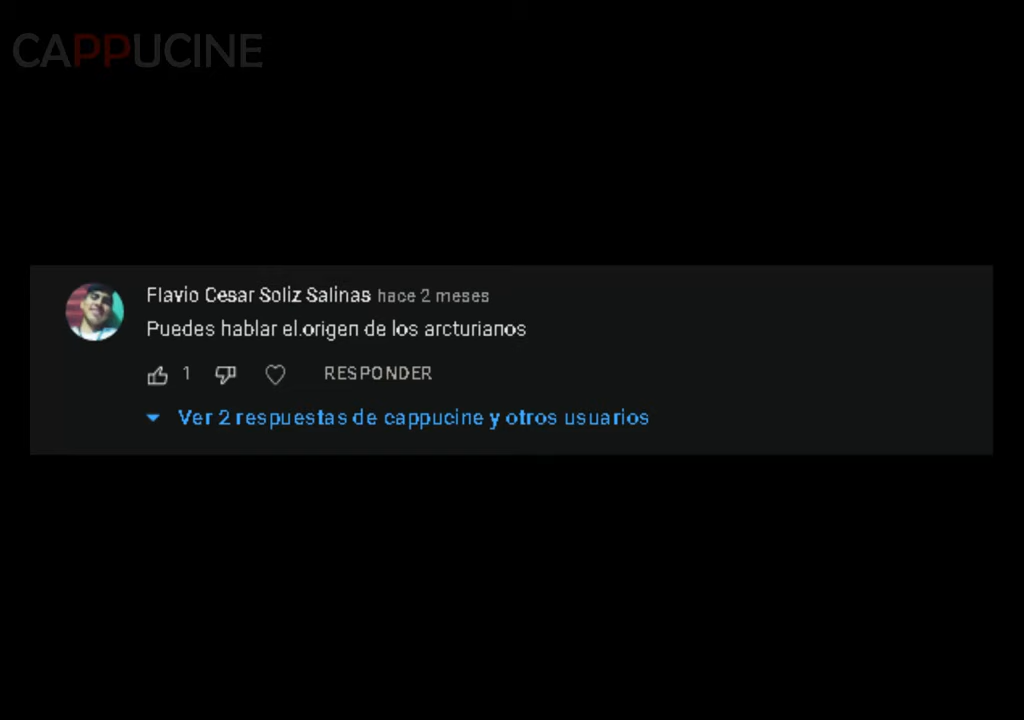 CAPPUCINE
Flavio Cesar Soliz Salinas hace 2 meses
Puedes hablar el.origen de los arcturianos
1 RESPONDER
Ver 2 respuestas de cappucine y otros usuarios